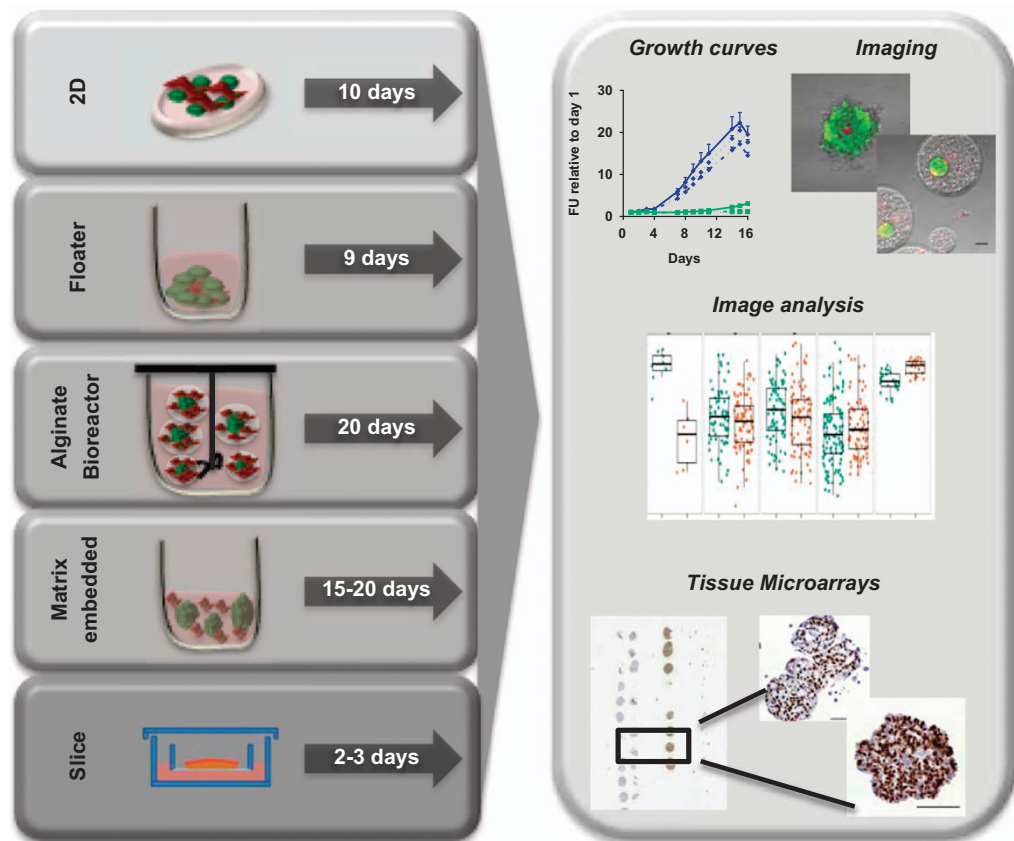 2D
10 days
Floater
9 days
Alginate
Bioreactor
20 days
Matrix
embedded
15-20 days
Slice
2-3 days
Growth curves
Imaging
FU relative to day 1
30
20
10
0
0 4 8 12 16
Days
Image analysis
Tissue Microarrays